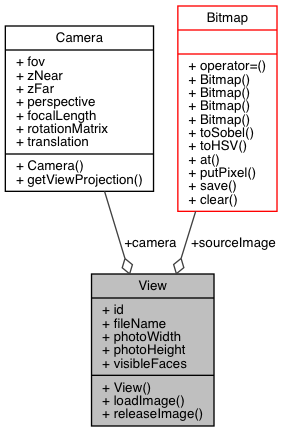 Camera
+ fov
+ zNear
+ zFar
+ perspective
+ focalLength
+ rotationMatrix
+ translation
+ Camera()
+ getViewProjection()
Bitmap
+ operator=()
+ Bitmap()
+ Bitmap()
+ Bitmap()
+ Bitmap()
+ toSobel()
+ toHSV()
+ at()
+ putPixel()
+ save()
+ clear()
+camera
+sourceImage
View
+ id
+ fileName
+ photoWidth
+ photoHeight
+ visibleFaces
+ View()
+ loadImage()
+ releaseImage()